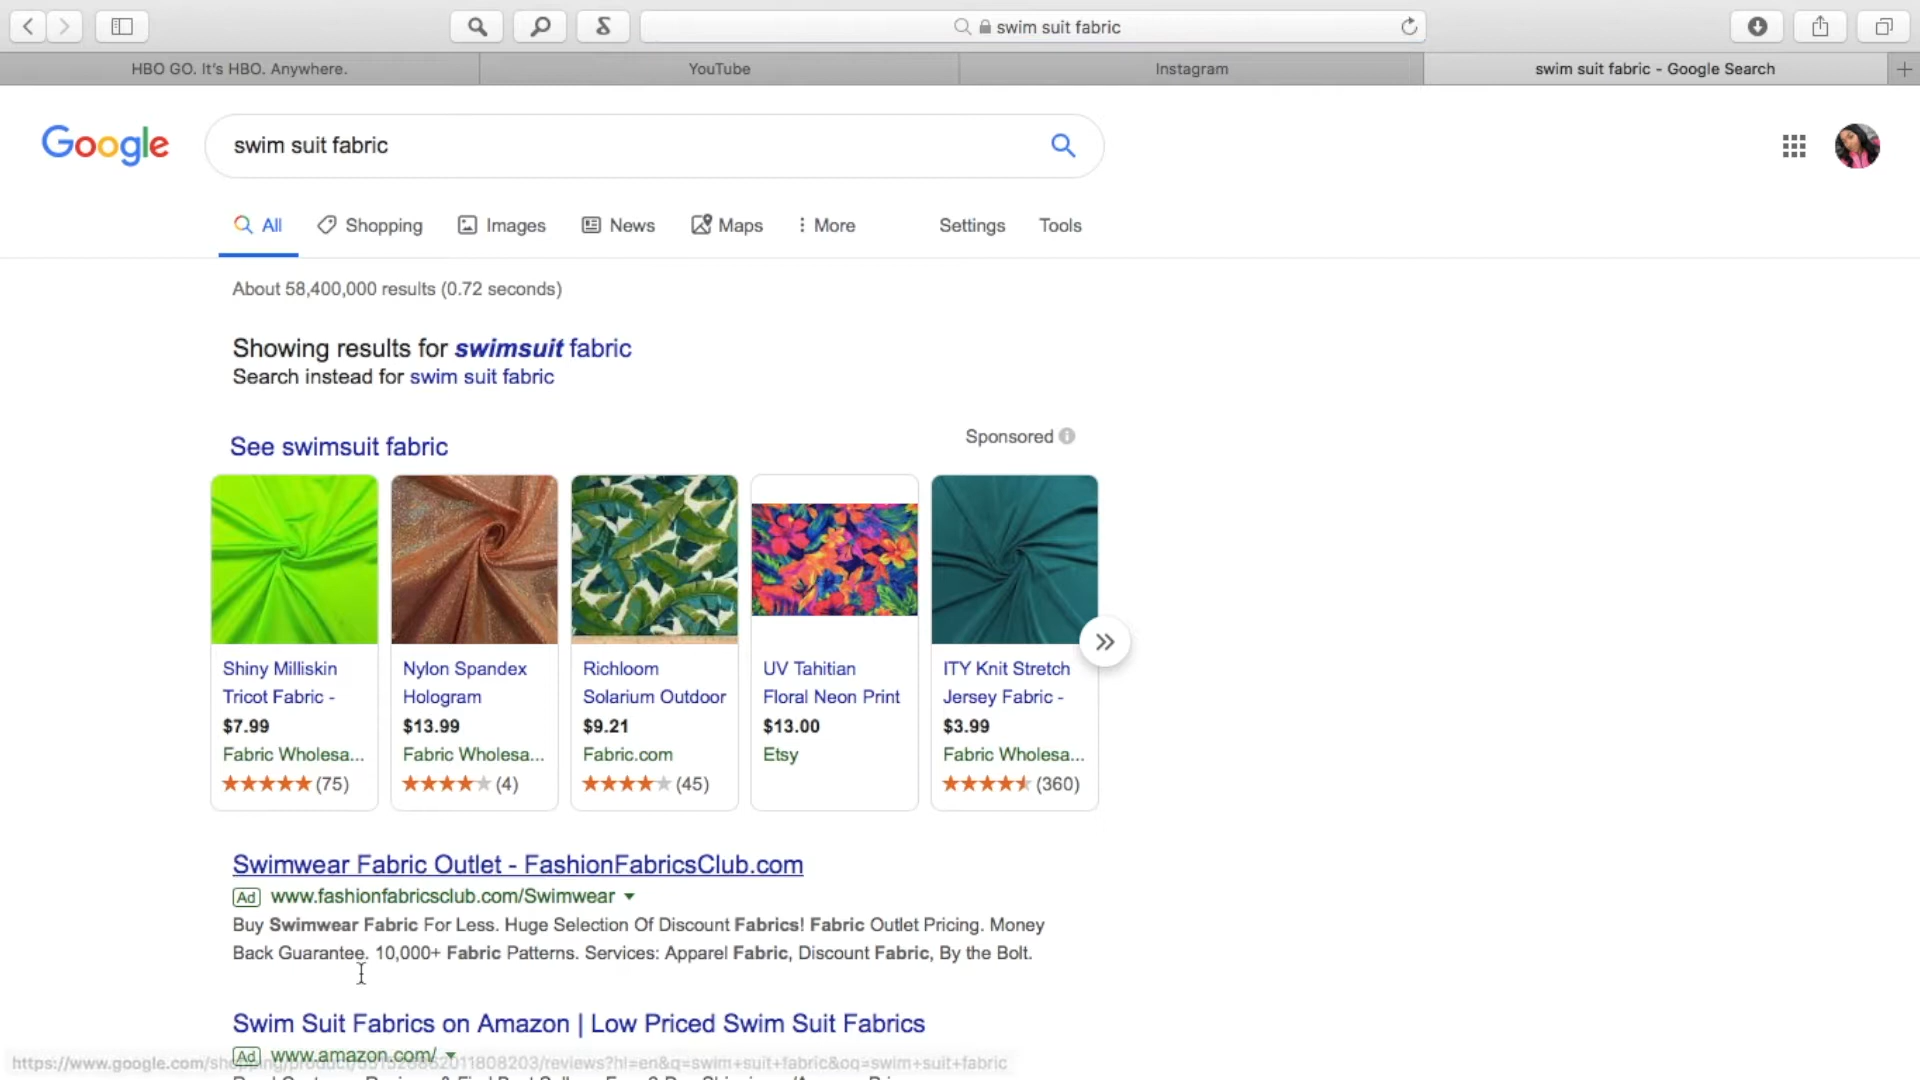 swim suit fabric
HBO GO. It's HBO. Anywhere.
YouTube
Instagram
swim suit fabric - Google Search
Google
swim suit fabric
All
Shopping
Images
News
Maps
More
Settings
Tools
About 58,400,000 results (0.72 seconds)
Showing results for swimsuit fabric
Search instead for swim suit fabric
See swimsuit fabric
Sponsored
Shiny Milliskin
Tricot Fabric -
$7.99
Fabric Wholesa...
(75)
Nylon Spandex
Hologram
$13.99
Fabric Wholesa...
(4)
Richloom
Solarium Outdoor
$9.21
Fabric.com
(45)
UV Tahitian
Floral Neon Print
$13.00
Etsy
ITY Knit Stretch
Jersey Fabric -
$3.99
Fabric Wholesa...
(360)
Swimwear Fabric Outlet - FashionFabricsClub.com
Ad www.fashionfabricsclub.com/Swimwear
Buy Swimwear Fabric For Less. Huge Selection Of Discount Fabrics! Fabric Outlet Pricing. Money
Back Guarantee. 10,000+ Fabric Patterns. Services: Apparel Fabric, Discount Fabric, By the Bolt.
Swim Suit Fabrics on Amazon | Low Priced Swim Suit Fabrics
Ad www.amazon.com/